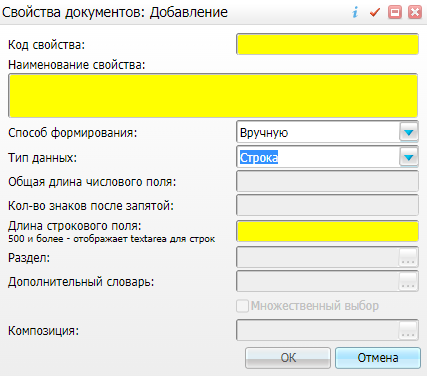 Свойства документов: Добавление
Код свойства:
Наименование свойства:
Способ формирования: Вручную
Тип данных: Строка
Общая длина числового поля:
Кол-во знаков после запятой:
Длина строкового поля:
500 и более - отображает textarea для строк
Раздел: ...
Дополнительный словарь: ...
Множественный выбор
Композиция: ...
ОК Отмена